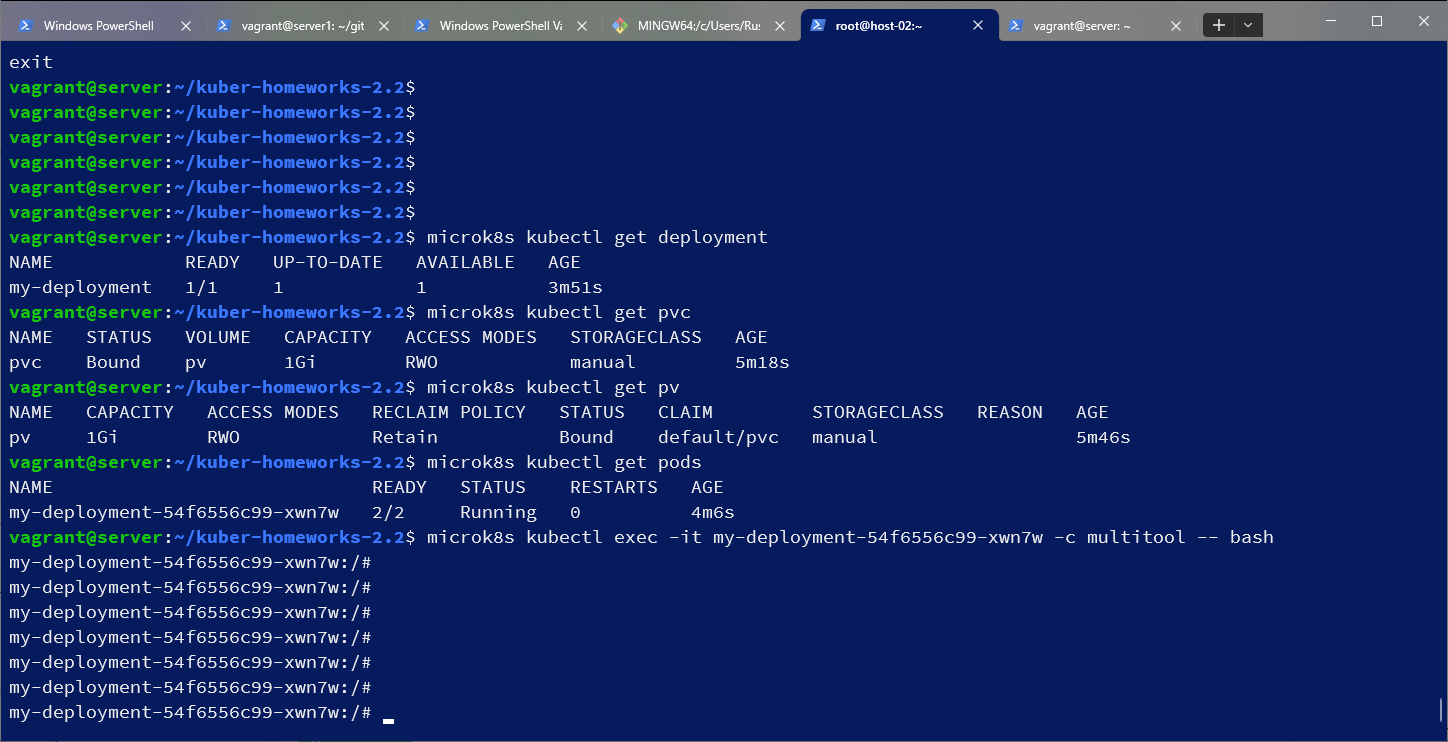 Windows PowerShell
vagrant@server1: ~/git
Windows PowerShell Va
MINGW64:/c/Users/Rus
root@host-02:~
vagrant@server: ~
exit
vagrant@server:~/kuber-homeworks-2.2$
vagrant@server:~/kuber-homeworks-2.2$
vagrant@server:~/kuber-homeworks-2.2$
vagrant@server:~/kuber-homeworks-2.2$
vagrant@server:~/kuber-homeworks-2.2$
vagrant@server:~/kuber-homeworks-2.2$
vagrant@server:~/kuber-homeworks-2.2$ microk8s kubectl get deployment
NAME            READY   UP-TO-DATE   AVAILABLE   AGE
my-deployment   1/1     1            1           3m51s
vagrant@server:~/kuber-homeworks-2.2$ microk8s kubectl get pvc
NAME   STATUS   VOLUME   CAPACITY   ACCESS MODES   STORAGECLASS   AGE
pvc    Bound    pv       1Gi        RWO            manual         5m18s
vagrant@server:~/kuber-homeworks-2.2$ microk8s kubectl get pv
NAME   CAPACITY   ACCESS MODES   RECLAIM POLICY   STATUS   CLAIM         STORAGECLASS   REASON   AGE
pv     1Gi        RWO            Retain           Bound    default/pvc   manual                  5m46s
vagrant@server:~/kuber-homeworks-2.2$ microk8s kubectl get pods
NAME                             READY   STATUS    RESTARTS   AGE
my-deployment-54f6556c99-xwn7w   2/2     Running   0          4m6s
vagrant@server:~/kuber-homeworks-2.2$ microk8s kubectl exec -it my-deployment-54f6556c99-xwn7w -c multitool -- bash
my-deployment-54f6556c99-xwn7w:/#
my-deployment-54f6556c99-xwn7w:/#
my-deployment-54f6556c99-xwn7w:/#
my-deployment-54f6556c99-xwn7w:/#
my-deployment-54f6556c99-xwn7w:/#
my-deployment-54f6556c99-xwn7w:/#
my-deployment-54f6556c99-xwn7w:/#